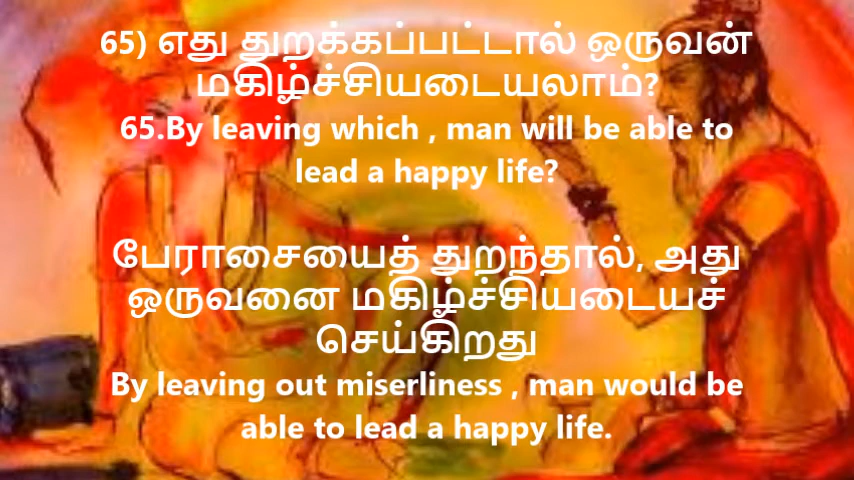 65) எது துறக்கப்பட்டால் ஒருவன்
மகிழ்ச்சியடையலாம்?
65.By leaving which , man will be able to
lead a happy life?
பேராசையைத் துறந்தால், அது
ஒருவனை மகிழ்ச்சியடையச்
செய்கிறது
By leaving out miserliness , man would be
able to lead a happy life.